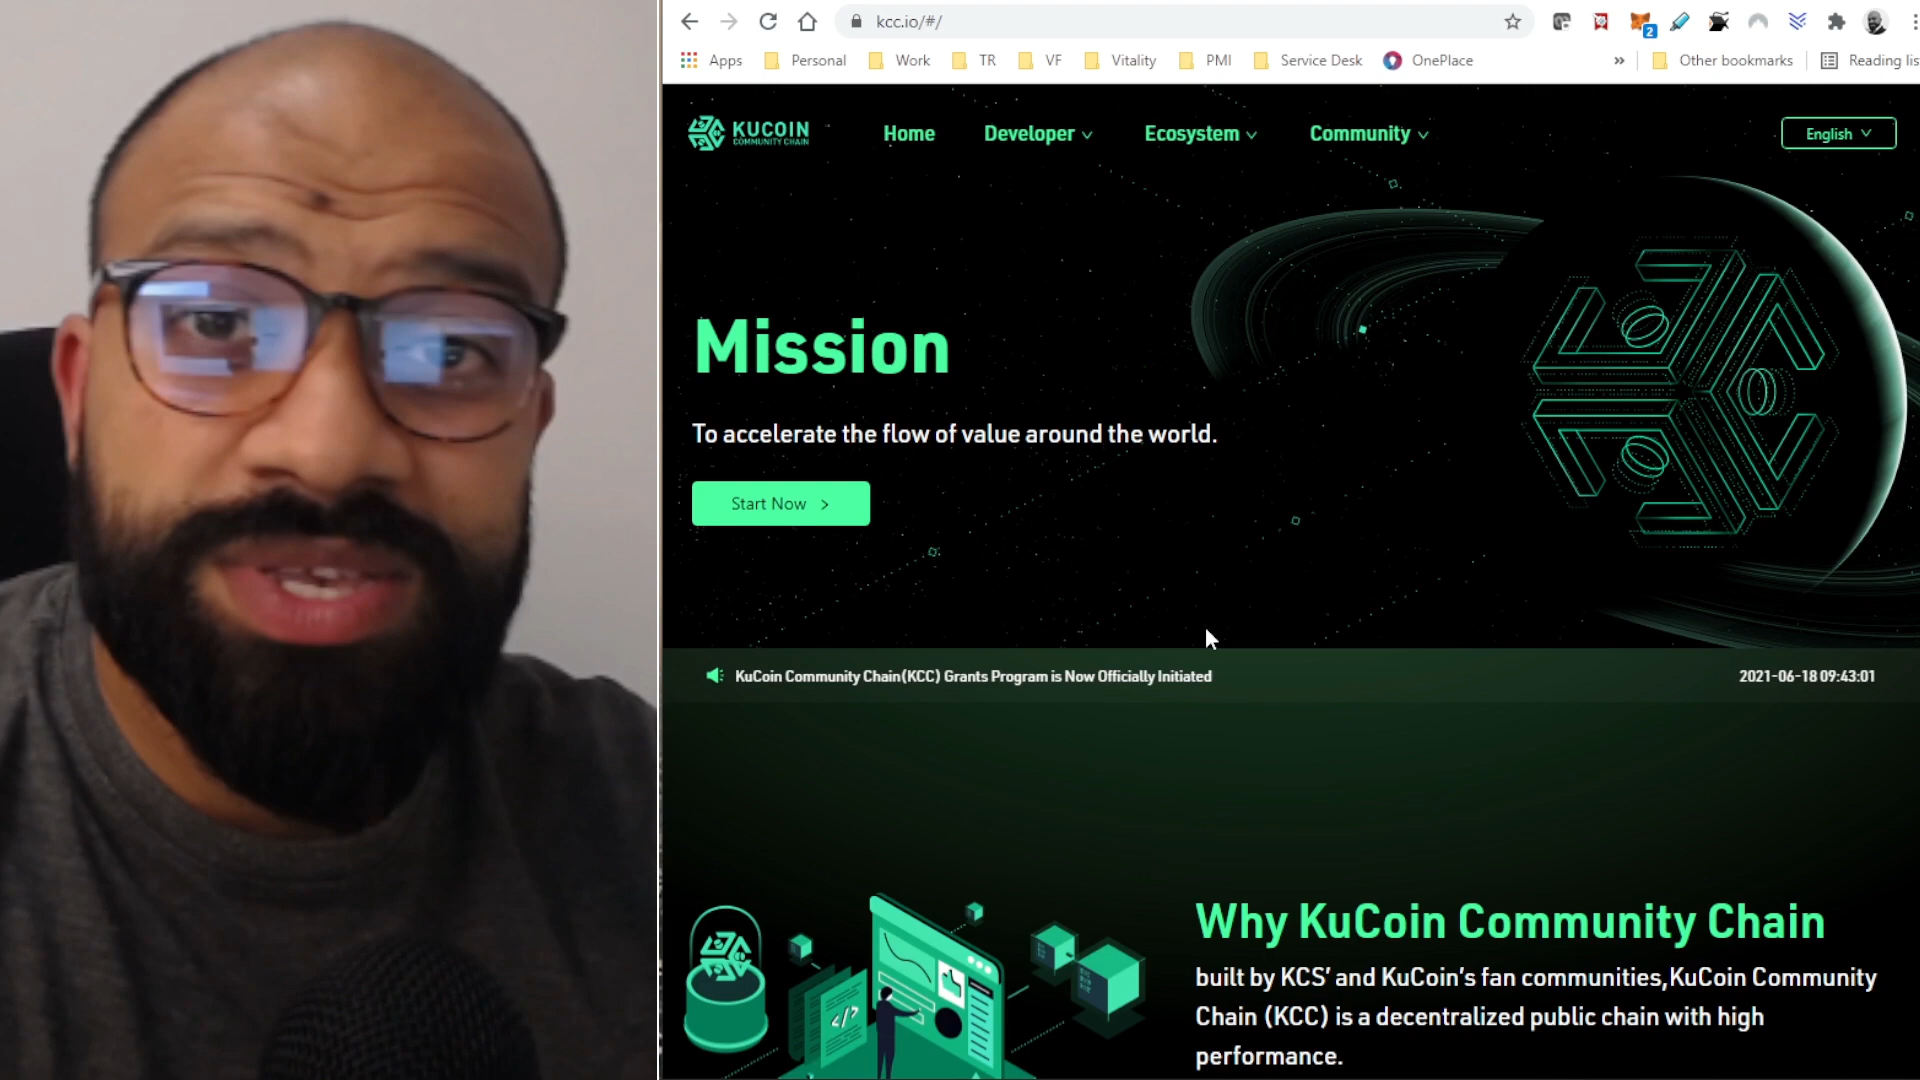 kcc.io/#/
2
Apps Personal Work TR VF Vitality PMI Service Desk OnePlace » Other bookmarks Reading lis
KUCOIN
COMMUNITY CHAIN
Home Developer Ecosystem Community English
Mission
To accelerate the flow of value around the world.
Start Now >
KuCoin Community Chain(KCC) Grants Program is Now Officially Initiated 2021-06-18 09:43:01
</>
Why KuCoin Community Chain
built by KCS' and KuCoin's fan communities,KuCoin Community
Chain (KCC) is a decentralized public chain with high
performance.